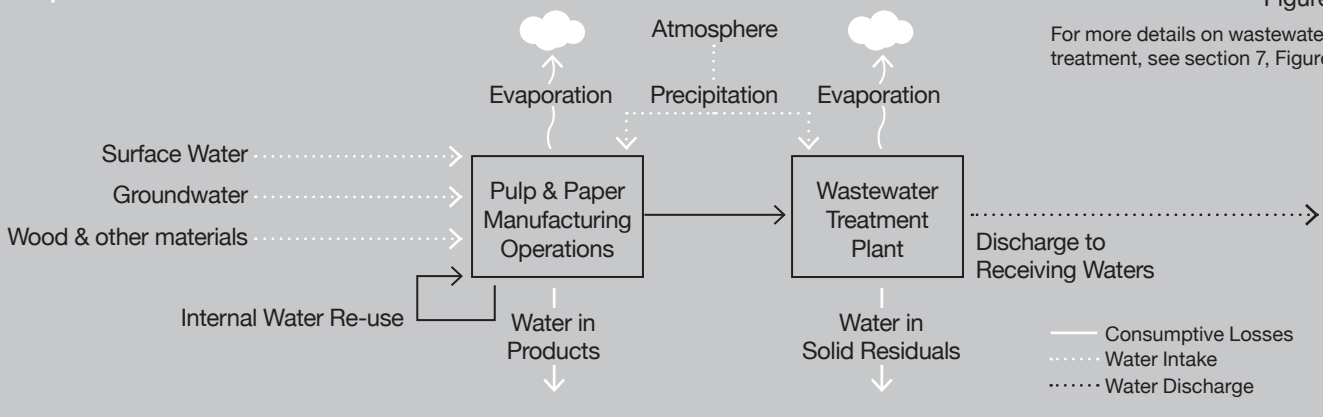 Figure
For more details on wastewate
treatment, see section 7, Figure
Atmosphere
Evaporation
Precipitation
Evaporation
Surface Water
Groundwater
Wood & other materials
Pulp & Paper
Manufacturing
Operations
Wastewater
Treatment
Plant
Discharge to
Receiving Waters
Internal Water Re-use
Water in
Products
Water in
Solid Residuals
Consumptive Losses
Water Intake
Water Discharge